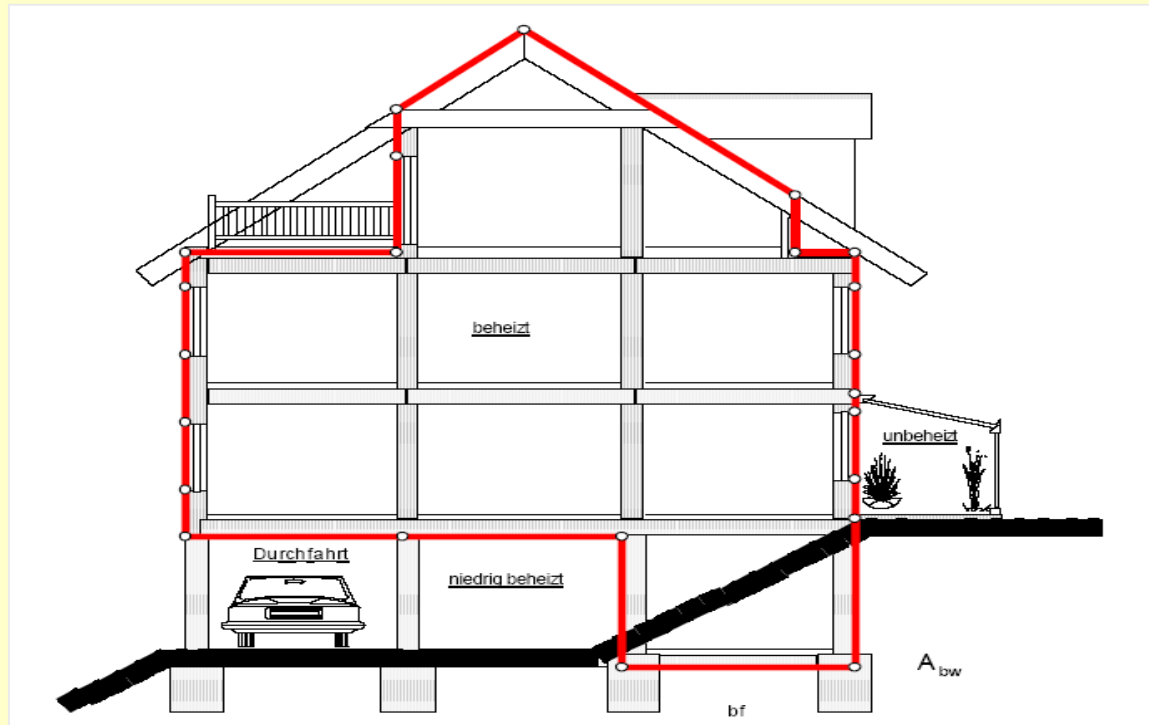 beheizt
unbeheizt
Durchfahrt
niedrig beheizt
A bw
bf